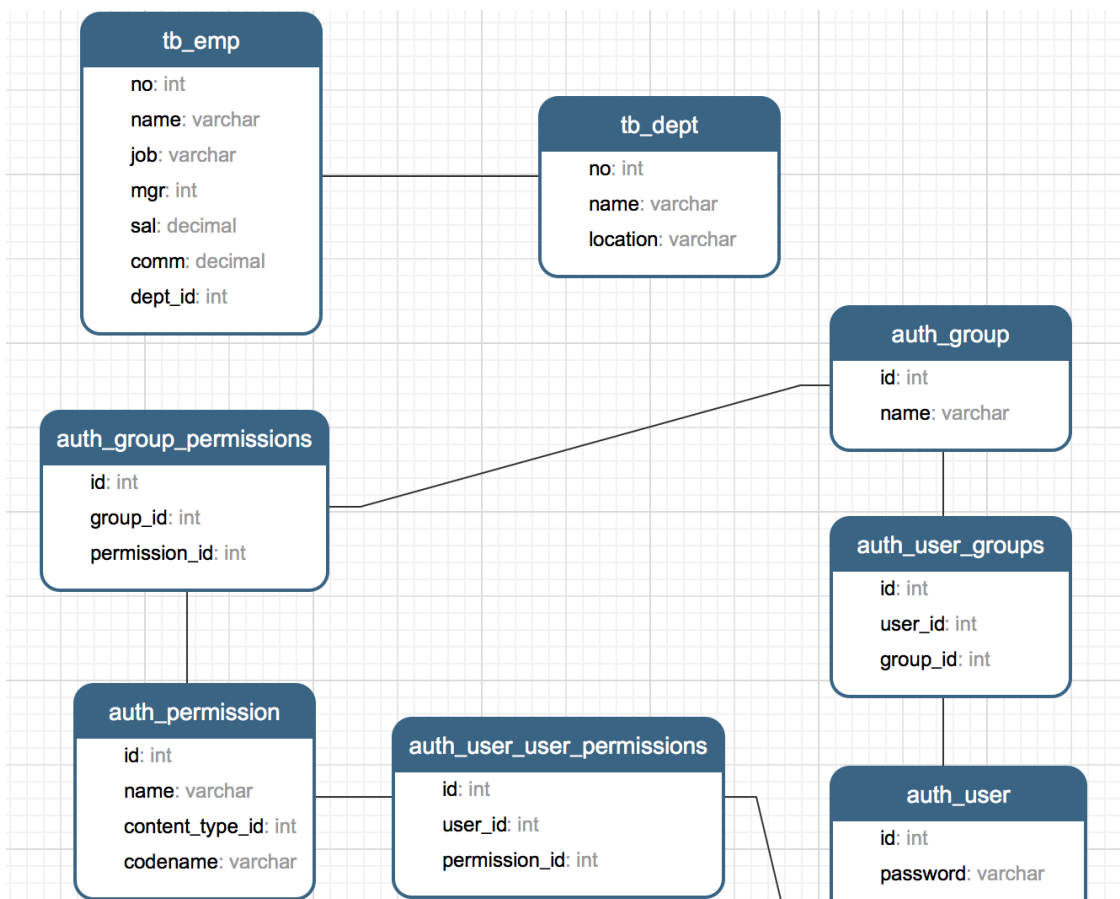 tb_emp
no: int
name: varchar
job: varchar
mgr: int
sal: decimal
comm: decimal
dept_id: int
tb_dept
no: int
name: varchar
location: varchar
auth_group
id: int
name: varchar
auth_group_permissions
id: int
group_id: int
permission_id: int
auth_user_groups
id: int
user_id: int
group_id: int
auth_permission
id: int
name: varchar
content_type_id: int
codename: varchar
auth_user_user_permissions
id: int
user_id: int
permission_id: int
auth_user
id: int
password: varchar